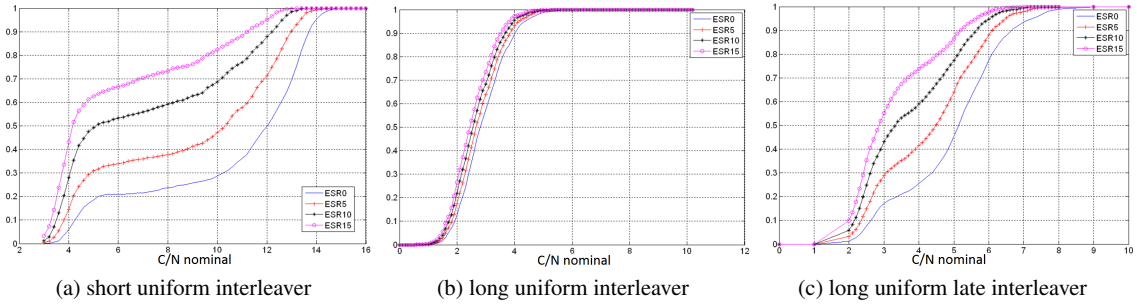 1
0.9
0.8
0.7
0.6
0.5
0.4
0.3
0.2
0.1
0
2 4 6 8 10 12 14 16
C/N nominal
ESR0
ESR5
ESR10
ESR15
(a) short uniform interleaver
1
0.9
0.8
0.7
0.6
0.5
0.4
0.3
0.2
0.1
0
0 2 4 6 8 10 12
C/N nominal
ESR0
ESR5
ESR10
ESR15
(b) long uniform interleaver
1
0.9
0.8
0.7
0.6
0.5
0.4
0.3
0.2
0.1
0
0 1 2 3 4 5 6 7 8 9 10
C/N nominal
ESR0
ESR5
ESR10
ESR15
(c) long uniform late interleaver